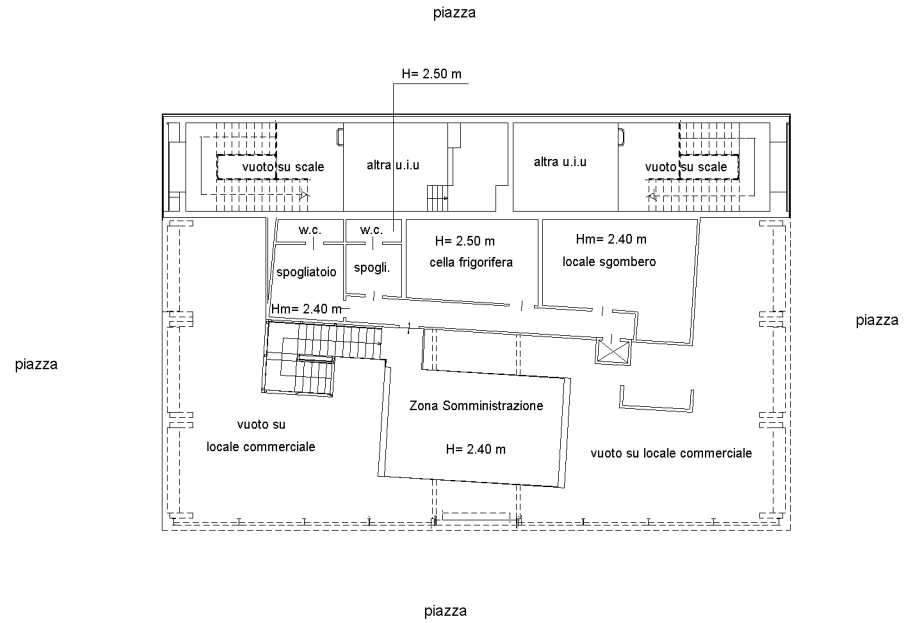 piazza
H= 2.50 m
vuoto su scale
altra u.i.u
altra u.i.u
vuoto su scale
w.c.
w.c.
H= 2.50 m
cella frigorifera
Hm= 2.40 m
locale sgombero
spogliatoio
spogli.
Hm= 2.40 m
piazza
piazza
Zona Somministrazione
H= 2.40 m
vuoto su
locale commerciale
vuoto su locale commerciale
piazza